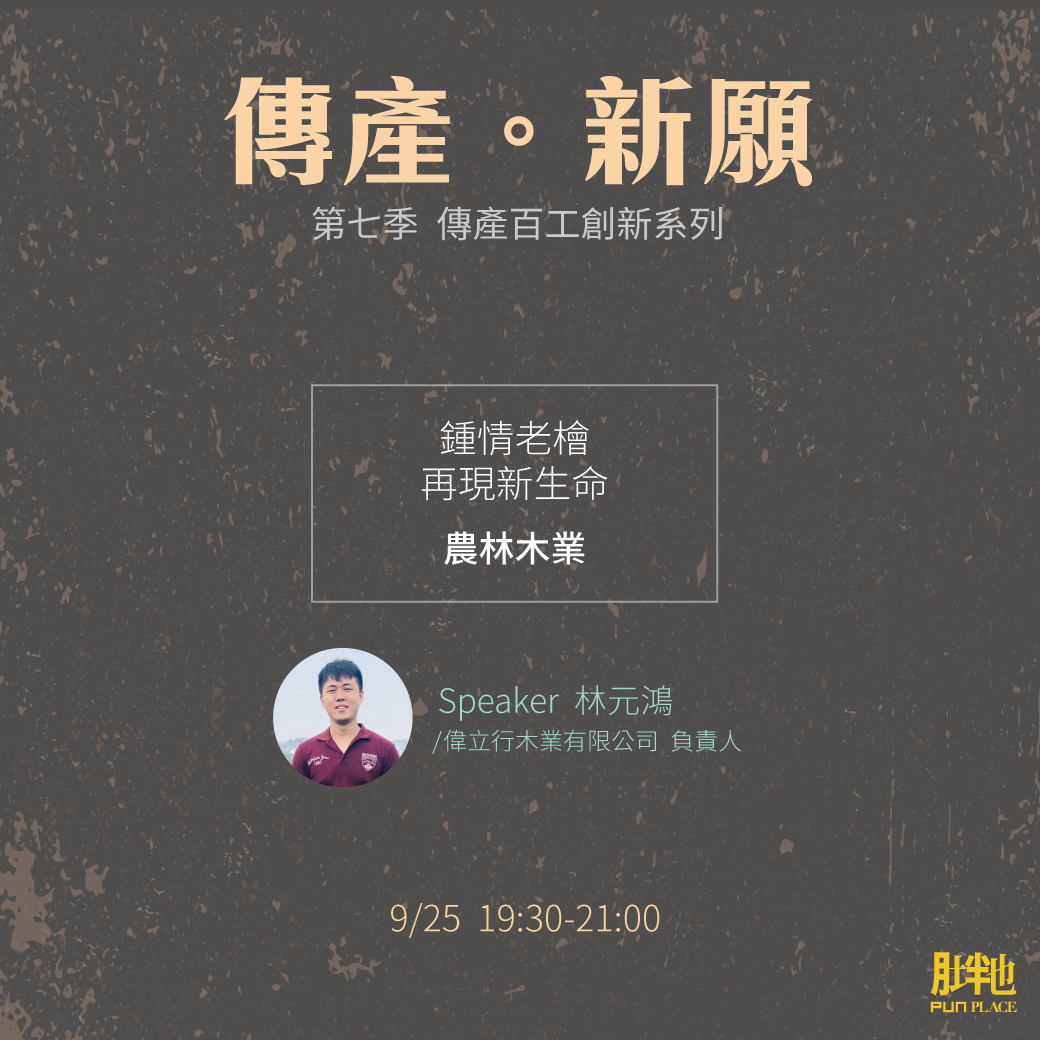 傳產。新願
第七季 傳產百工創新系列
鍾情老檜
再現新生命
農林木業
Speaker 林元鴻
/偉立行木業有限公司 負責人
9/25 19:30-21:00
肚皮
PUN PLACE